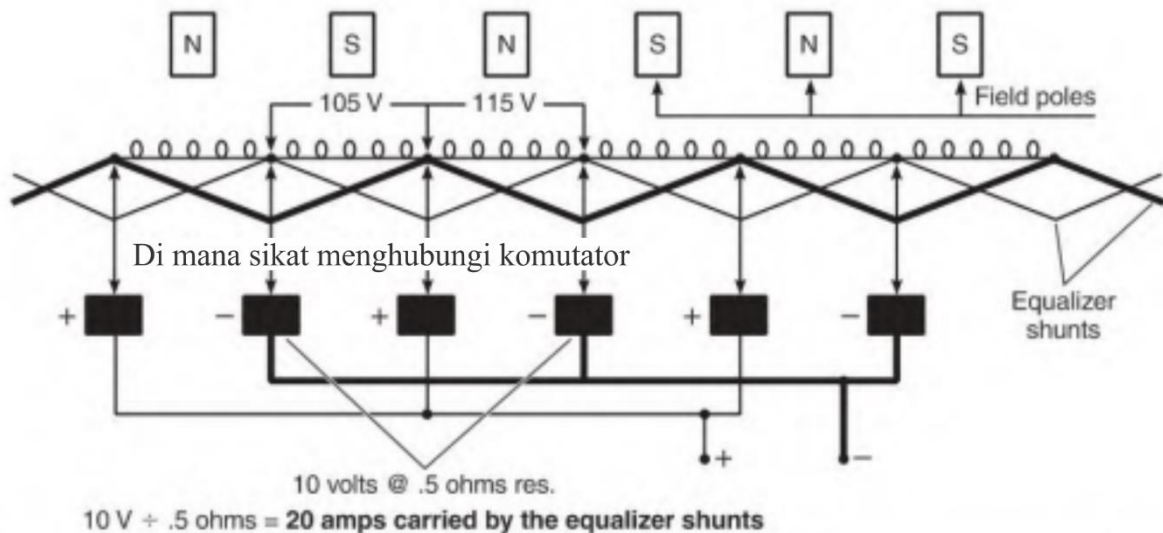 N S N S N S
105 V 115 V
Field poles
Di mana sikat menghubungi komutator
+ − + − + −
Equalizer
shunts
+ −
10 volts @ .5 ohms res.
10 V ÷ .5 ohms = 20 amps carried by the equalizer shunts